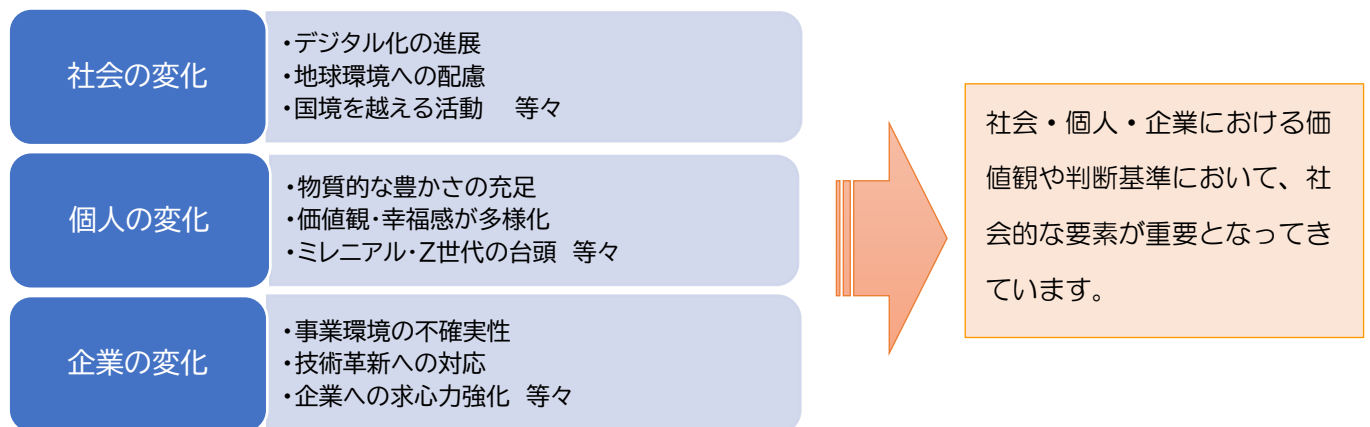 社会の変化
・デジタル化の進展
・地球環境への配慮
・国境を越える活動　等々
個人の変化
・物質的な豊かさの充足
・価値観・幸福感が多様化
・ミレニアル・Z世代の台頭　等々
企業の変化
・事業環境の不確実性
・技術革新への対応
・企業への求心力強化　等々
社会・個人・企業における価
値観や判断基準において、社
会的な要素が重要となってき
ています。